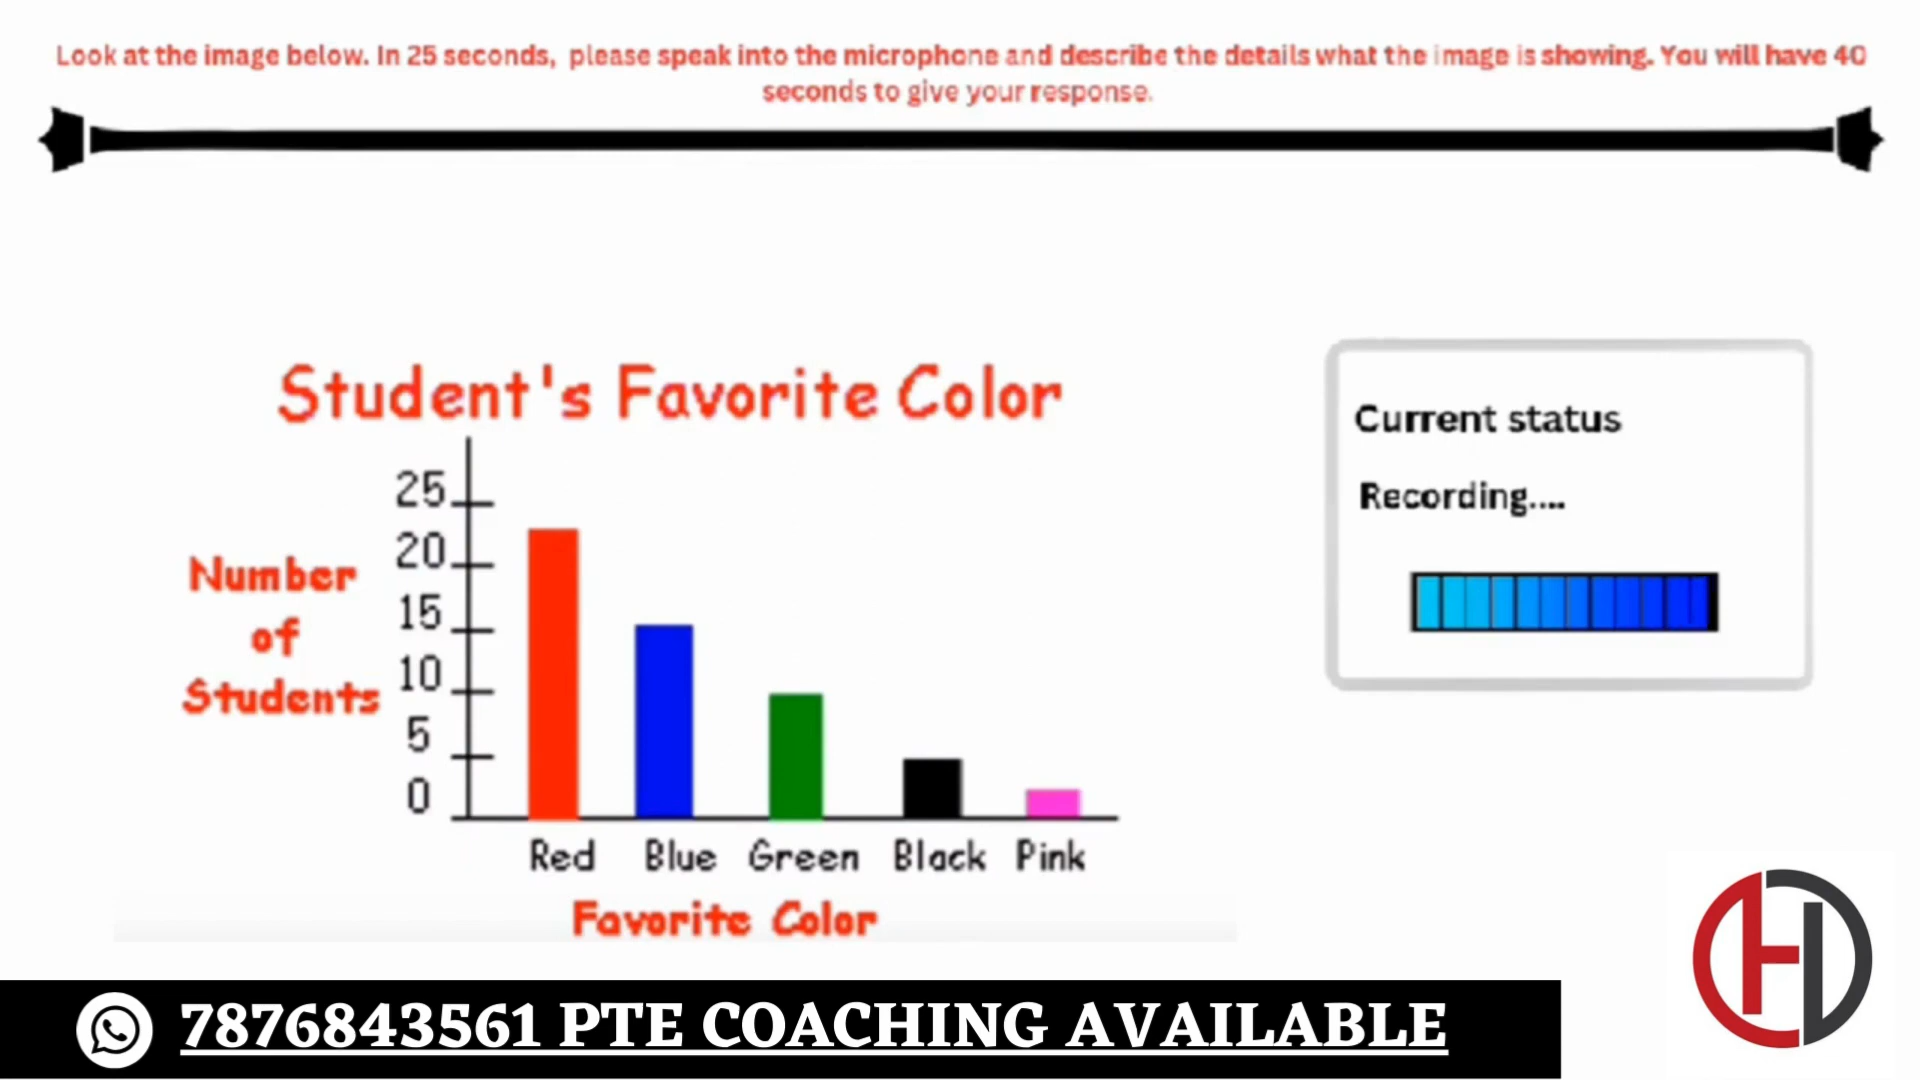 Look at the image below. In 25 seconds, please speak into the microphone and describe the details what the image is showing. You will have 40
seconds to give your response.
Student's Favorite Color
25
20
15
10
5
0
Number
of
Students
Red Blue Green Black Pink
Favorite Color
Current status
Recording....
7876843561 PTE COACHING AVAILABLE